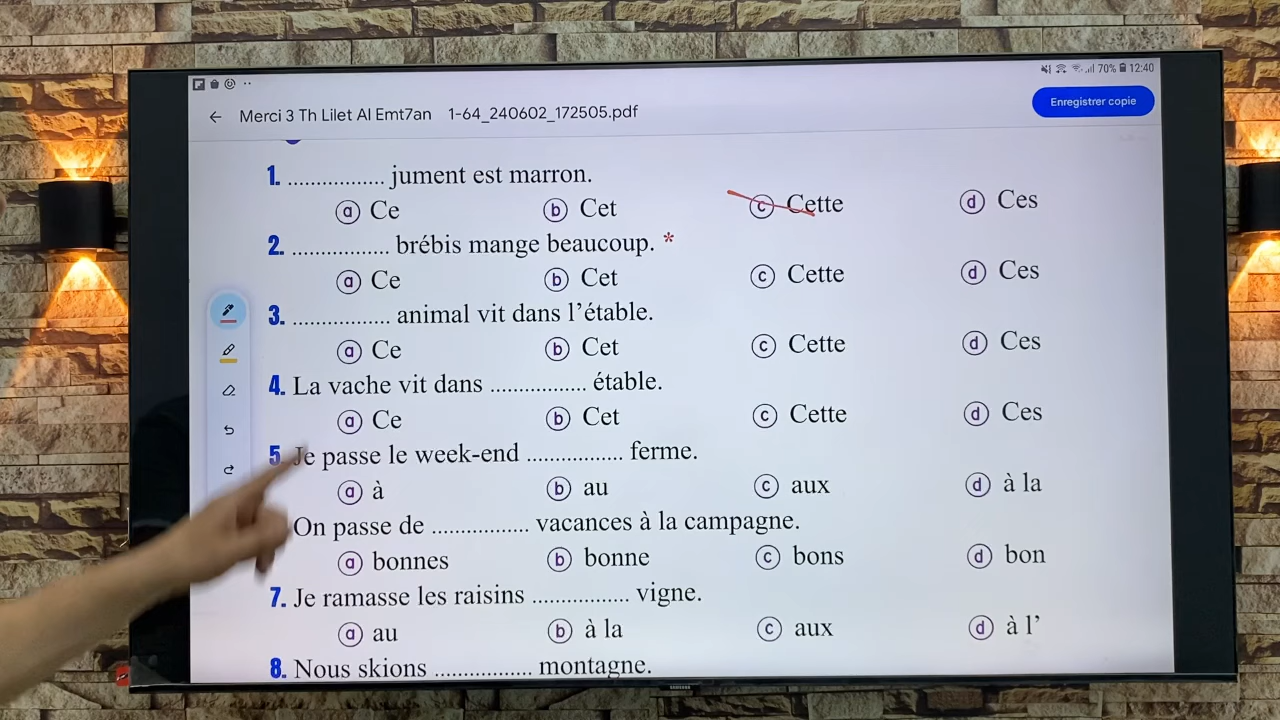 70% 12:40
Merci 3 Th Lilet Al Emt7an 1-64_240602_172505.pdf
Enregistrer copie
1. ................. jument est marron.
a Ce b Cet c Cette d Ces
2. ................. brébis mange beaucoup. *
a Ce b Cet c Cette d Ces
3. ................. animal vit dans l'étable.
a Ce b Cet c Cette d Ces
4. La vache vit dans ................. étable.
a Ce b Cet c Cette d Ces
5. Je passe le week-end ................. ferme.
a à b au c aux d à la
On passe de ................. vacances à la campagne.
a bonnes b bonne c bons d bon
7. Je ramasse les raisins ................. vigne.
a au b à la c aux d à l'
8. Nous skions ................. montagne.
SAMSUNG